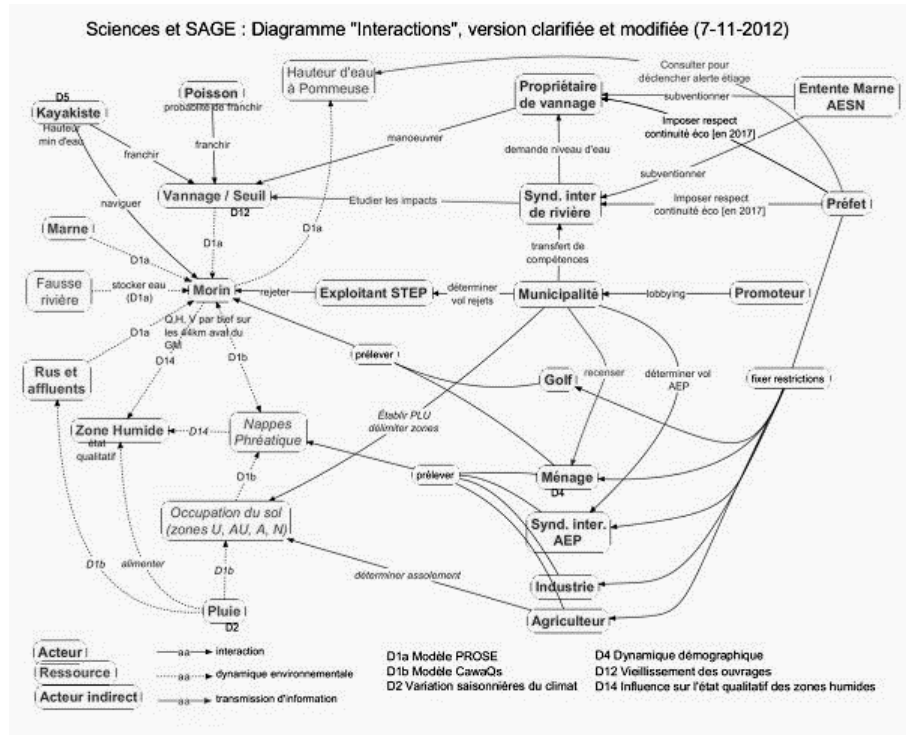 Sciences et SAGE : Diagramme "Interactions", version clarifiée et modifiée (7-11-2012)
Hauteur d'eau
à Pommeuse
Consulter pour
déclencher alerte étiage
Propriétaire
de vannage
Entente Marne
AESN
subventionner
D5
Kayakiste
Hauteur
min d'eau
Poisson
probabilité de franchir
Imposer respect
continuité éco [en 2017]
manoeuvrer
demande niveau d'eau
franchir
franchir
subventionner
Vannage / Seuil
D12
Etudier les impacts
Synd. inter
de rivière
Imposer respect
continuité éco [en 2017]
Préfet
naviguer
Marne
D1a
D1a
D1a
transfert de
compétences
Fausse
rivière
stocker eau
(D1a)
Morin
rejeter
Exploitant STEP
déterminer
vol rejets
Municipalité
lobbying
Promoteur
Q,H, V par bief sur
les 44km aval du
GM
D1a
D14
D1b
prélever
Rus et
affluents
Golf
recenser
déterminer vol
AEP
fixer restrictions
Établir PLU
délimiter zones
Zone Humide
état
qualitatif
D14
Nappes
Phréatique
D1b
prélever
Ménage
D4
Occupation du sol
(zones U, AU, A, N)
Synd. inter.
AEP
D1b
alimenter
D1b
déterminer assolement
Industrie
Pluie
D2
Agriculteur
Acteur
Ressource
Acteur indirect
aa interaction
aa dynamique environnementale
aa transmission d'information
D1a Modèle PROSE
D1b Modèle CawaQs
D2 Variation saisonnières du climat
D4 Dynamique démographique
D12 Vieillissement des ouvrages
D14 Influence sur l'état qualitatif des zones humides